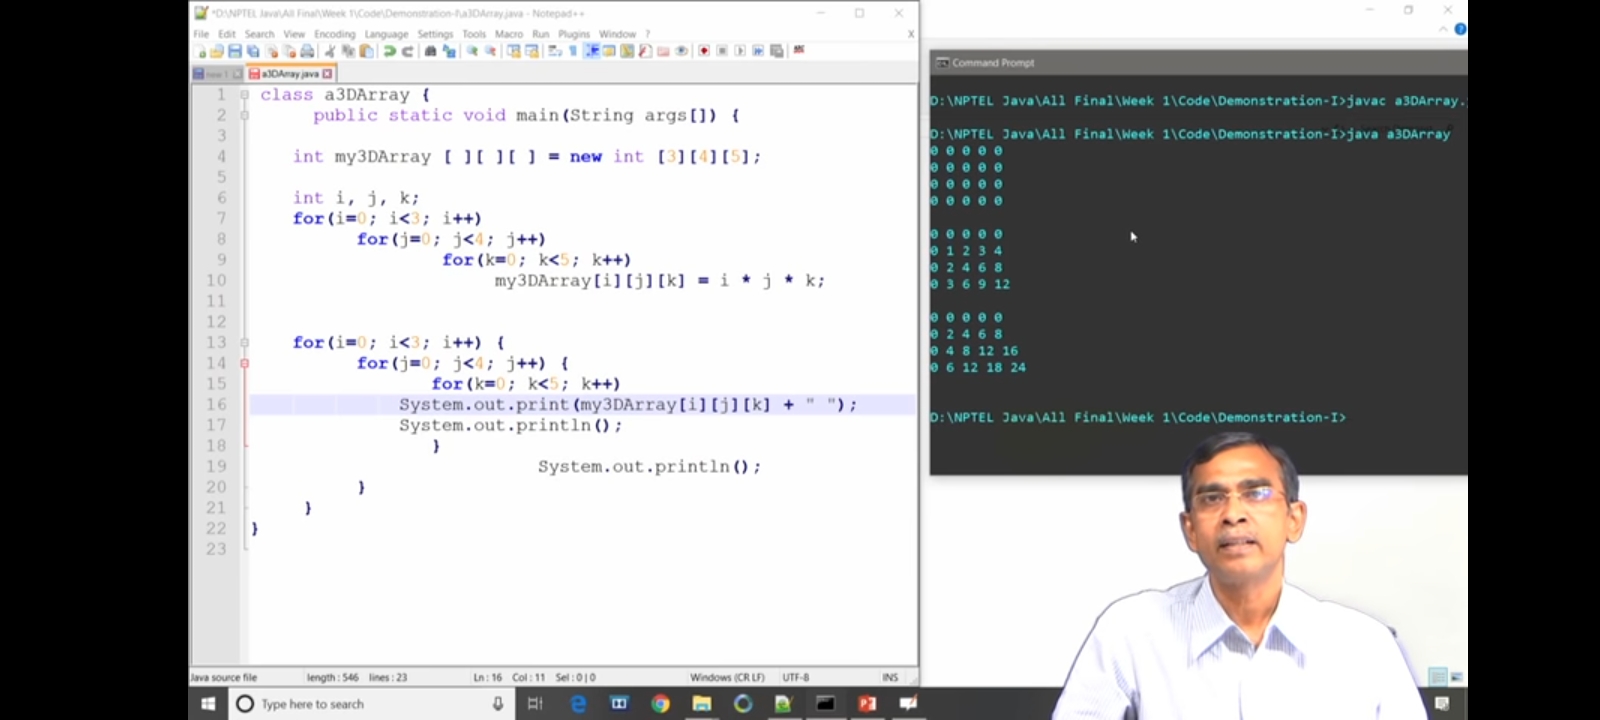 *D:\NPTEL Java\All Final\Week 1\Code\Demonstration-I\a3DArray.java - Notepad++
File Edit Search View Encoding Language Settings Tools Macro Run Plugins Window ? X
new 1 a3DArray.java
1 class a3DArray {
2 public static void main(String args[]) {
3
4 int my3DArray [ ][ ][ ] = new int [3][4][5];
5
6 int i, j, k;
7 for(i=0; i<3; i++)
8 for(j=0; j<4; j++)
9 for(k=0; k<5; k++)
10 my3DArray[i][j][k] = i * j * k;
11
12
13 for(i=0; i<3; i++) {
14 for(j=0; j<4; j++) {
15 for(k=0; k<5; k++)
16 System.out.print(my3DArray[i][j][k] + " ");
17 System.out.println();
18 }
19 System.out.println();
20 }
21 }
22 }
23
Java source file length : 546 lines : 23 Ln : 16 Col : 11 Sel : 0 | 0 Windows (CR LF) UTF-8 INS
Type here to search
Command Prompt
D:\NPTEL Java\All Final\Week 1\Code\Demonstration-I>javac a3DArray.
D:\NPTEL Java\All Final\Week 1\Code\Demonstration-I>java a3DArray
0 0 0 0 0
0 0 0 0 0
0 0 0 0 0
0 0 0 0 0
0 0 0 0 0
0 1 2 3 4
0 2 4 6 8
0 3 6 9 12
0 0 0 0 0
0 2 4 6 8
0 4 8 12 16
0 6 12 18 24
D:\NPTEL Java\All Final\Week 1\Code\Demonstration-I>